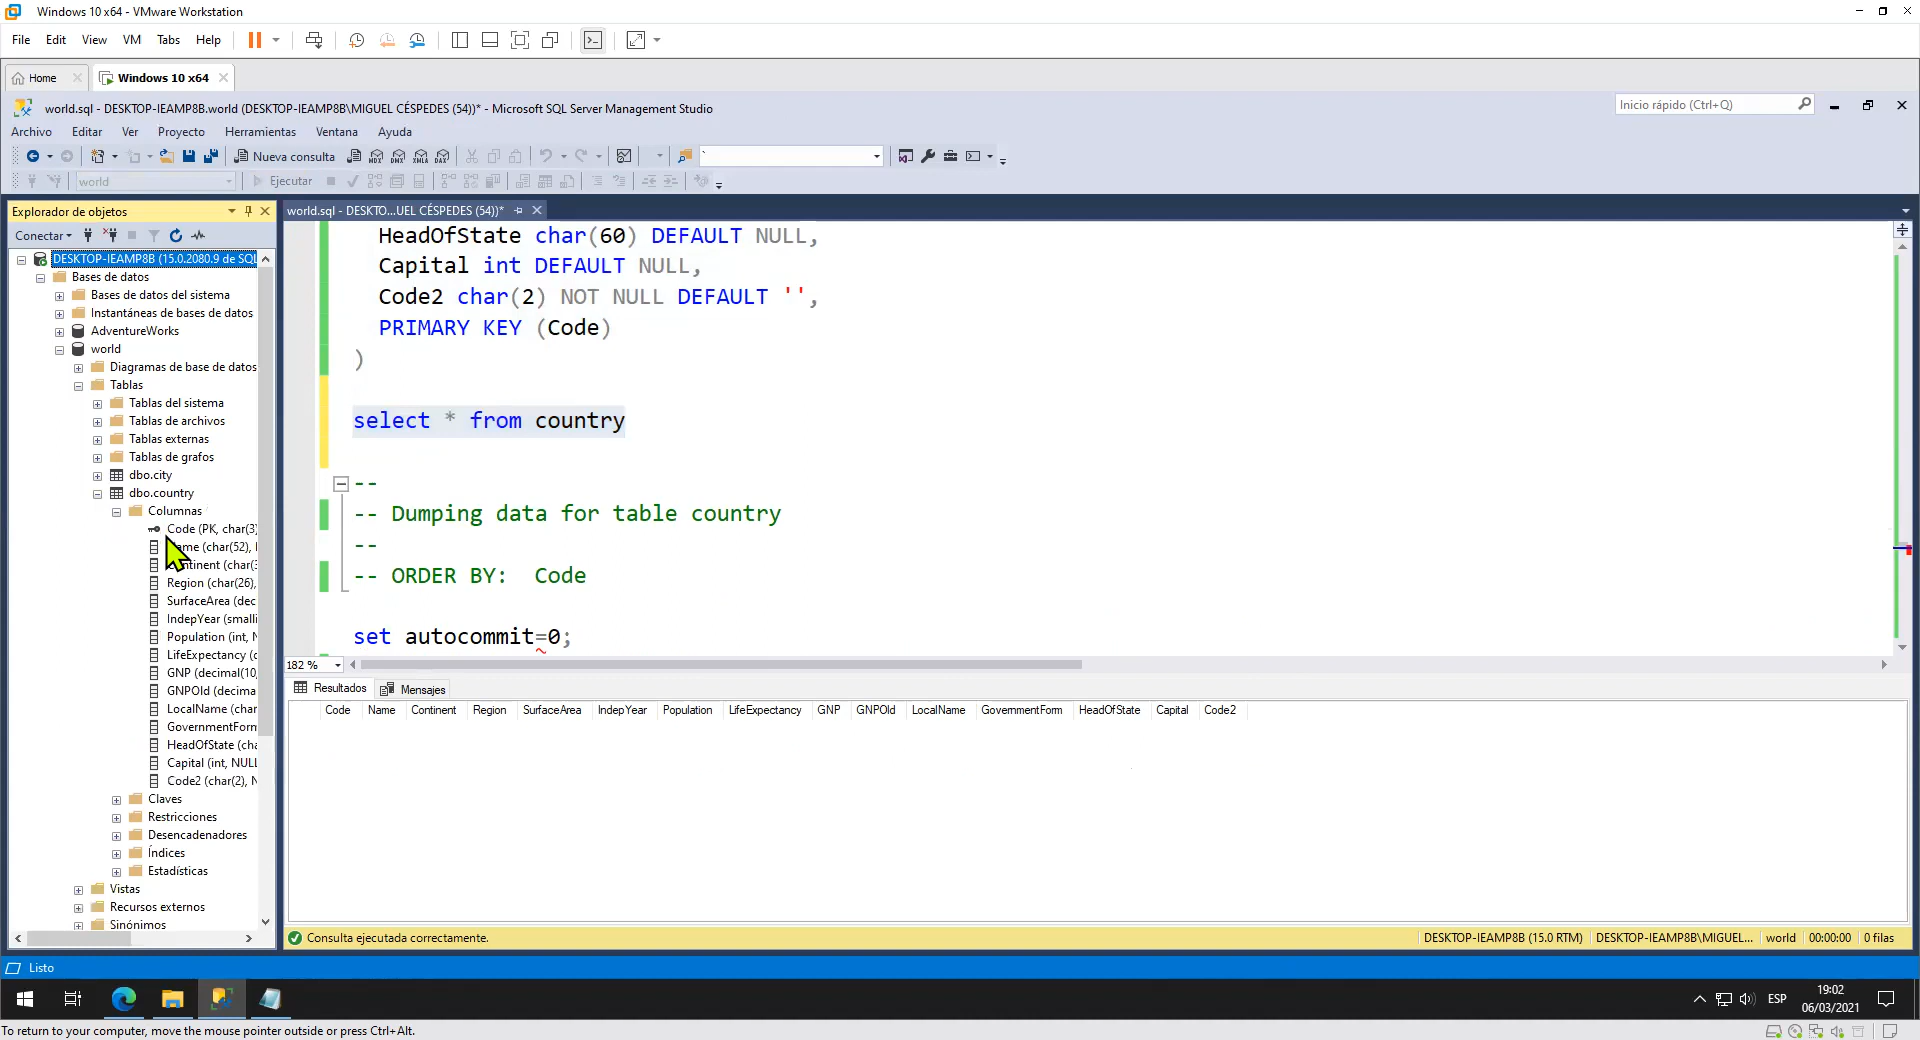 Windows 10 x64 - VMware Workstation
File Edit View VM Tabs Help
Home Windows 10 x64
world.sql - DESKTOP-IEAMP8B.world (DESKTOP-IEAMP8B\MIGUEL CÉSPEDES (54))* - Microsoft SQL Server Management Studio
Inicio rápido (Ctrl+Q)
Archivo Editar Ver Proyecto Herramientas Ventana Ayuda
Nueva consulta
world Ejecutar
Explorador de objetos
world.sql - DESKTO...UEL CÉSPEDES (54))*
Conectar
DESKTOP-IEAMP8B (15.0.2080.9 de SQL
Bases de datos
Bases de datos del sistema
Instantáneas de bases de datos
AdventureWorks
world
Diagramas de base de datos
Tablas
Tablas del sistema
Tablas de archivos
Tablas externas
Tablas de grafos
dbo.city
dbo.country
Columnas
Code (PK, char(3)
(char(52),
(char(
Region (char(26),
SurfaceArea (dec
IndepYear (smalli
Population (int, N
LifeExpectancy (
GNP (decimal(10,
GNPOld (decima
LocalName (char
GovernmentForm
HeadOfState (cha
Capital (int, NULL
Code2 (char(2), N
Claves
Restricciones
Desencadenadores
Índices
Estadísticas
Vistas
Recursos externos
Sinónimos
HeadOfState char(60) DEFAULT NULL,
Capital int DEFAULT NULL,
Code2 char(2) NOT NULL DEFAULT '',
PRIMARY KEY (Code)
)
select * from country
--
-- Dumping data for table country
--
-- ORDER BY: Code
set autocommit=0;
182 %
Resultados Mensajes
Code Name Continent Region SurfaceArea IndepYear Population LifeExpectancy GNP GNPOld LocalName GovernmentForm HeadOfState Capital Code2
Consulta ejecutada correctamente. DESKTOP-IEAMP8B (15.0 RTM) DESKTOP-IEAMP8B\MIGUEL... world 00:00:00 0 filas
Listo
ESP
19:02
06/03/2021
To return to your computer, move the mouse pointer outside or press Ctrl+Alt.